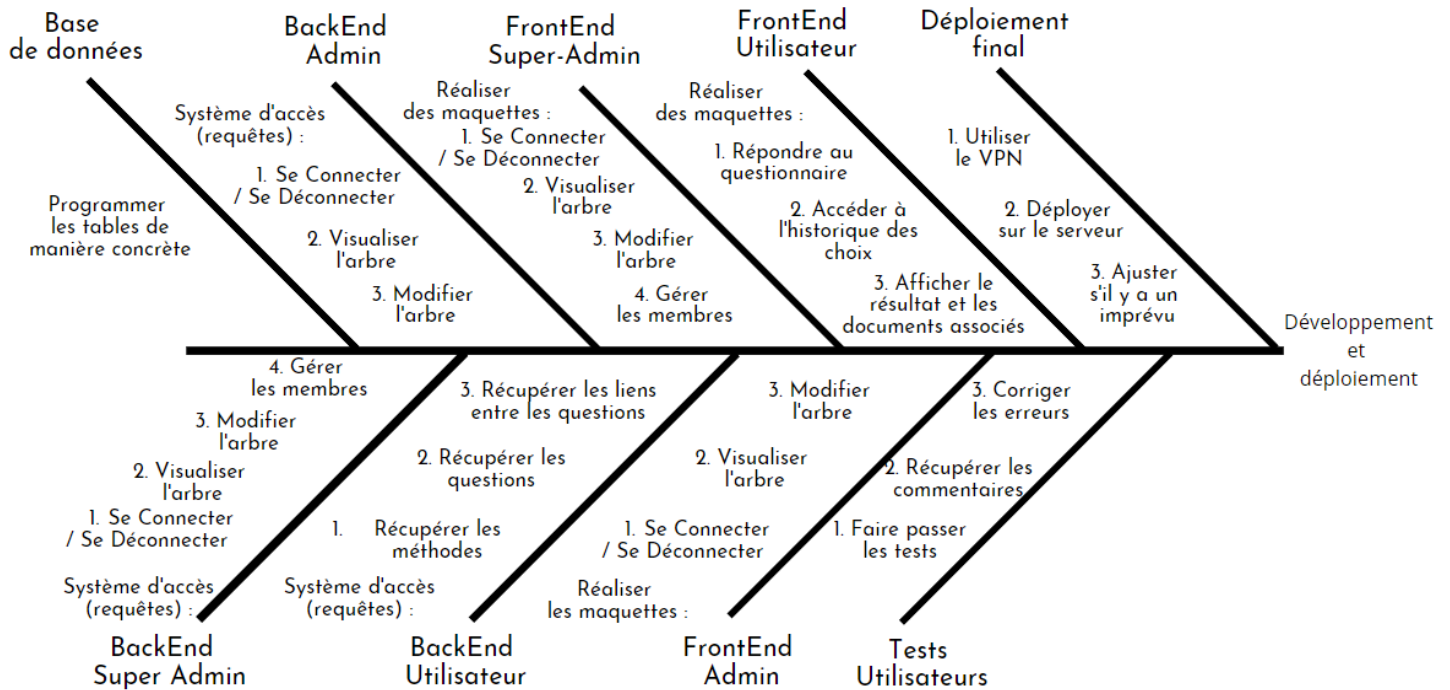 Base
de données
BackEnd
Admin
FrontEnd
Super-Admin
FrontEnd
Utilisateur
Déploiement
final
Programmer
les tables de
manière concrète
Système d'accès
(requêtes) :
1. Se Connecter
/ Se Déconnecter
2. Visualiser
l'arbre
3. Modifier
l'arbre
Réaliser
des maquettes :
1. Se Connecter
/ Se Déconnecter
2. Visualiser
l'arbre
3. Modifier
l'arbre
4. Gérer
les membres
Réaliser
des maquettes :
1. Répondre au
questionnaire
2. Accéder à
l'historique des
choix
3. Afficher le
résultat et les
documents associés
1. Utiliser
le VPN
2. Déployer
sur le serveur
3. Ajuster
s'il y a un
imprévu
Développement
et
déploiement
4. Gérer
les membres
3. Modifier
l'arbre
2. Visualiser
l'arbre
1. Se Connecter
/ Se Déconnecter
Système d'accès
(requêtes) :
BackEnd
Super Admin
3. Récupérer les liens
entre les questions
2. Récupérer les
questions
1. Récupérer les
méthodes
Système d'accès
(requêtes) :
BackEnd
Utilisateur
3. Modifier
l'arbre
2. Visualiser
l'arbre
1. Se Connecter
/ Se Déconnecter
Réaliser
les maquettes :
FrontEnd
Admin
3. Corriger
les erreurs
2. Récupérer les
commentaires
1. Faire passer
les tests
Tests
Utilisateurs